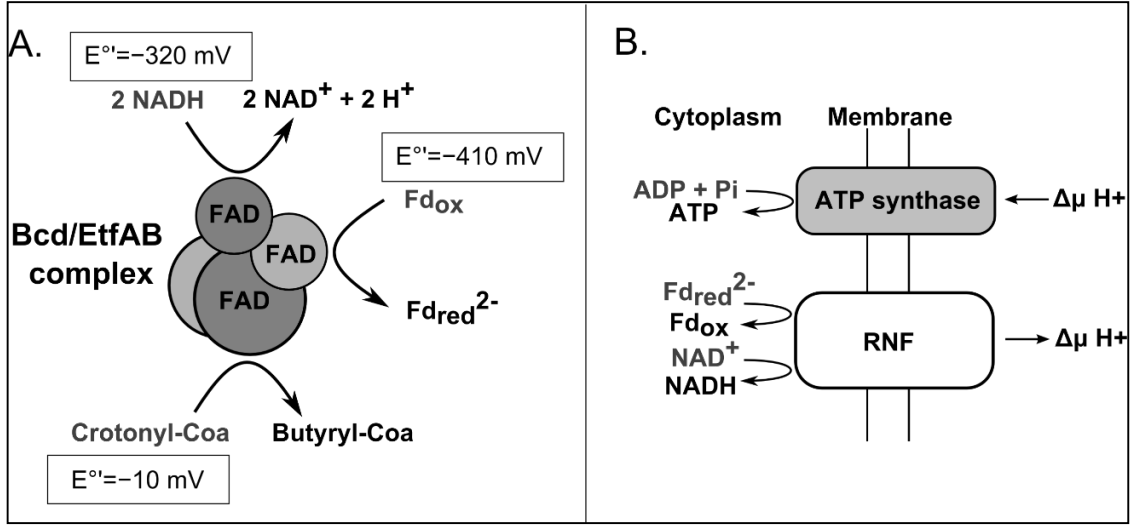 A.
E°'=−320 mV
2 NADH 2 NAD⁺ + 2 H⁺
E°'=−410 mV
Fdox
FAD
Bcd/EtfAB
complex
FAD
FAD
Fdred²⁻
Crotonyl-Coa Butyryl-Coa
E°'=−10 mV
B.
Cytoplasm Membrane
ADP + Pi
ATP
ATP synthase
Δμ H+
Fdred²⁻
Fdox
NAD⁺
NADH
RNF
Δμ H+